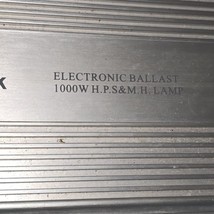 ELECTRONIC BALLAST
1000W H.P.S&M.H. LAMP